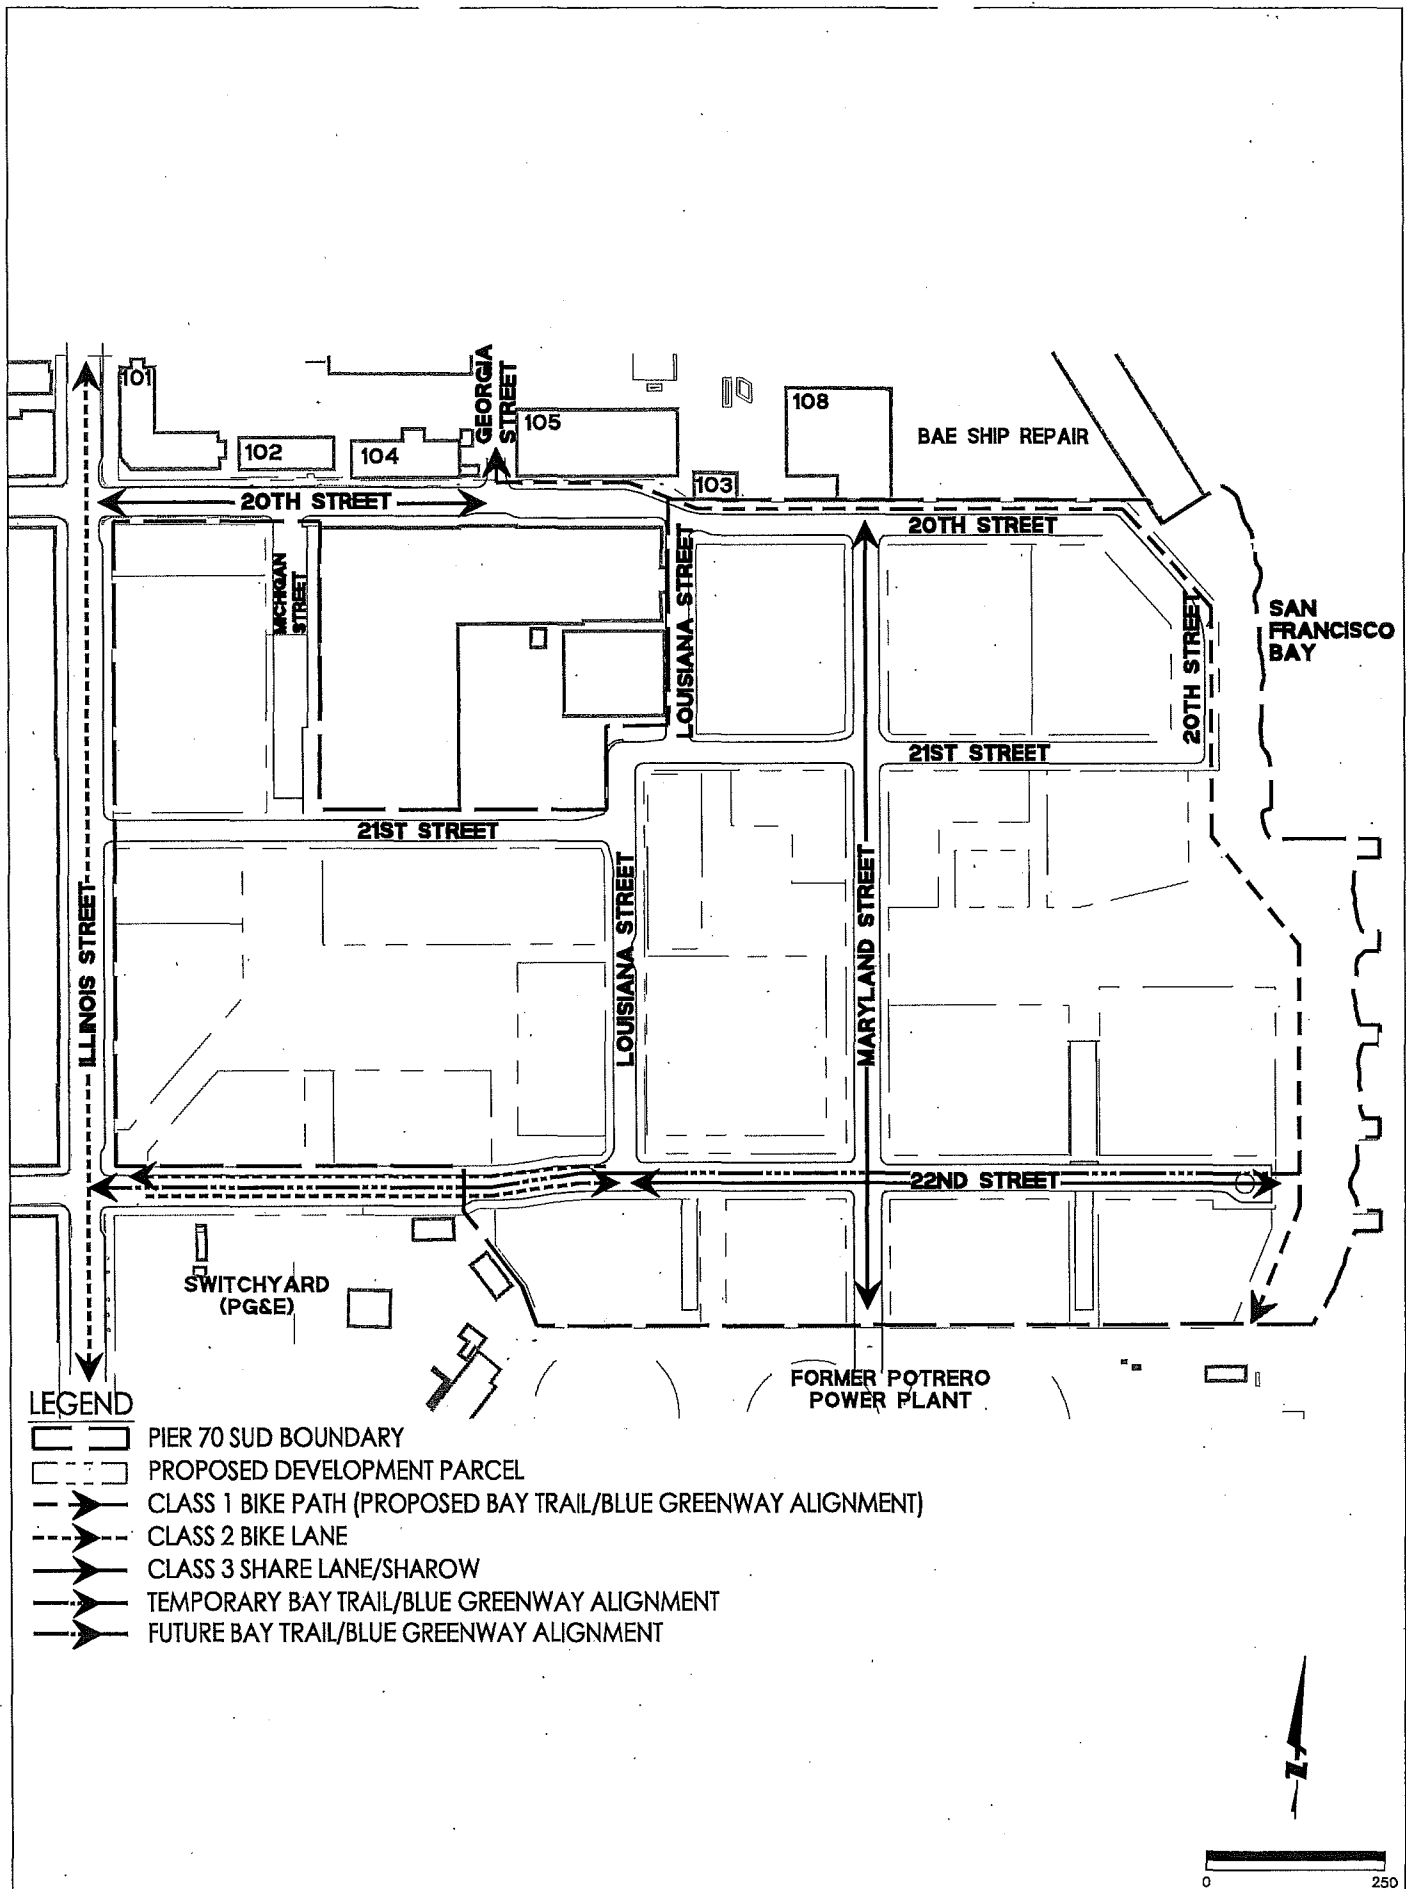 GEORGIA
STREET
101
102
104
105
103
108
BAE SHIP REPAIR
20TH STREET
20TH STREET
MICHIGAN
STREET
LOUISIANA STREET
20TH STREET
SAN
FRANCISCO
BAY
21ST STREET
21ST STREET
ILLINOIS STREET
LOUISIANA STREET
MARYLAND STREET
22ND STREET
SWITCHYARD
(PG&E)
FORMER POTRERO
POWER PLANT
LEGEND
PIER 70 SUD BOUNDARY
PROPOSED DEVELOPMENT PARCEL
CLASS 1 BIKE PATH (PROPOSED BAY TRAIL/BLUE GREENWAY ALIGNMENT)
CLASS 2 BIKE LANE
CLASS 3 SHARE LANE/SHAROW
TEMPORARY BAY TRAIL/BLUE GREENWAY ALIGNMENT
FUTURE BAY TRAIL/BLUE GREENWAY ALIGNMENT
Z
0 250